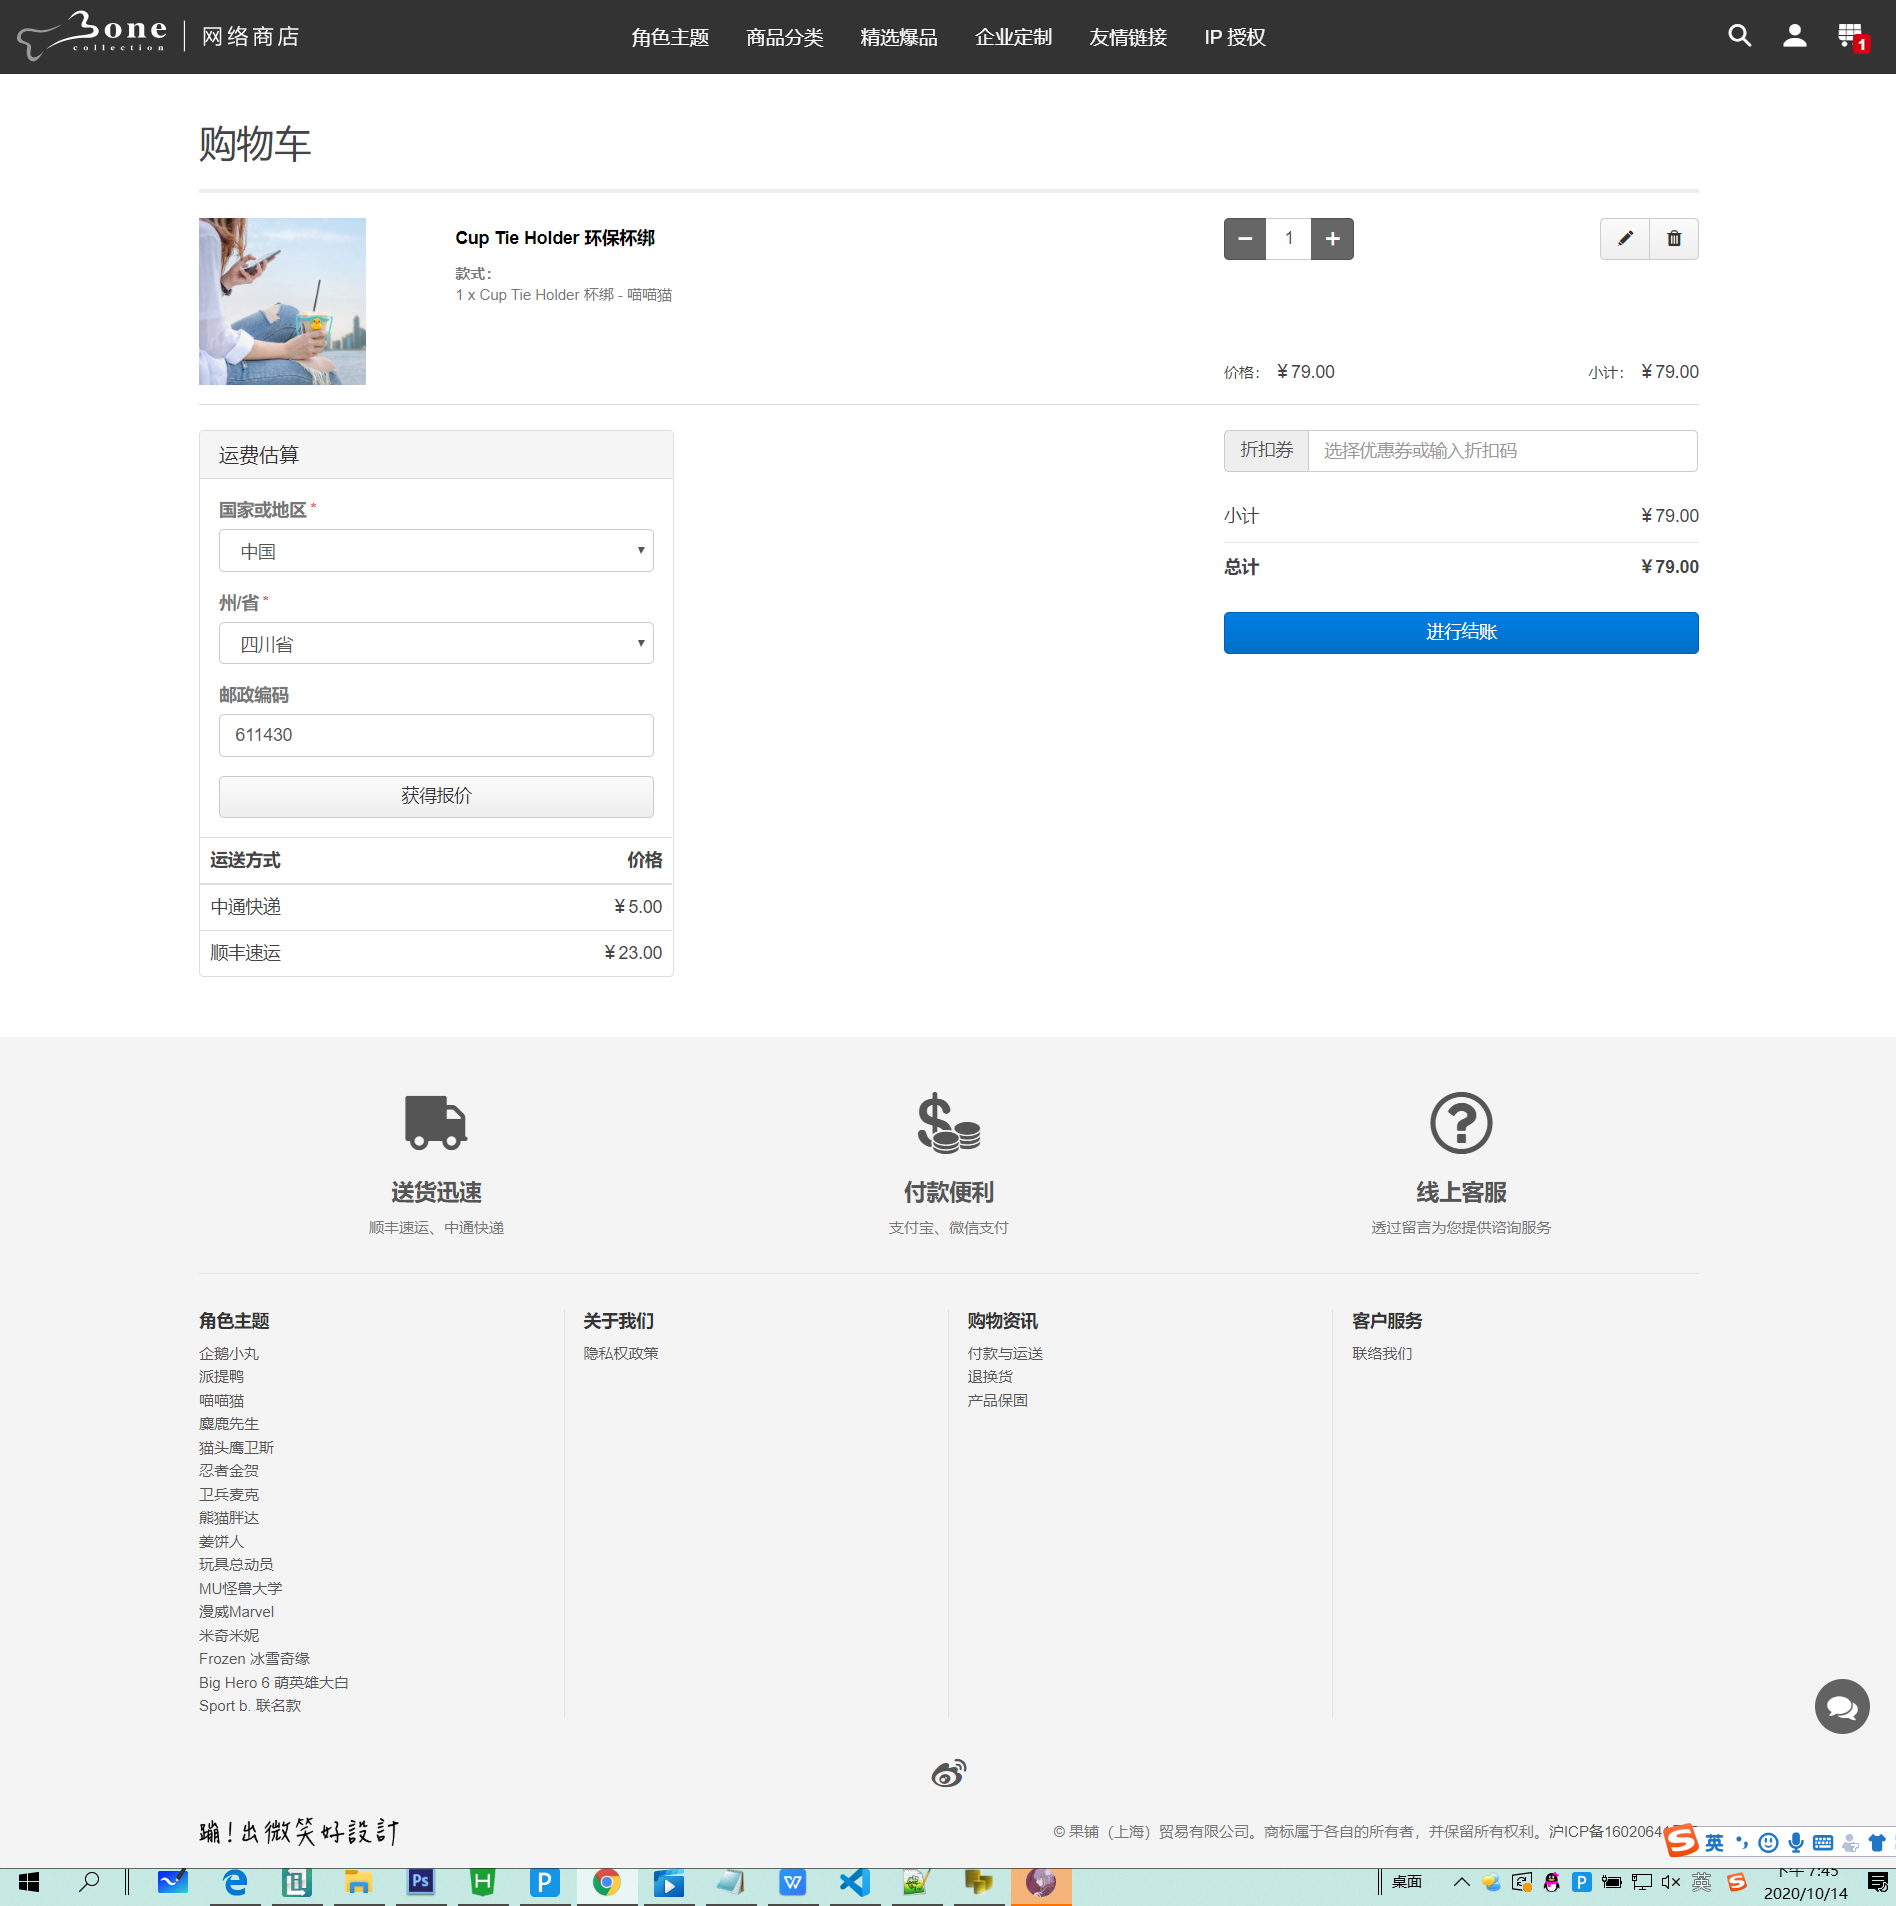 Bone collection | 网络商店
角色主题 商品分类 精选爆品 企业定制 友情链接 IP 授权
1
购物车
Cup Tie Holder 环保杯绑
款式：
1 x Cup Tie Holder 杯绑 - 喵喵猫
1
价格： ¥79.00 小计： ¥79.00
运费估算
国家或地区 *
中国
州/省 *
四川省
邮政编码
611430
获得报价
运送方式 价格
中通快递 ¥5.00
顺丰速运 ¥23.00
折扣券 选择优惠券或输入折扣码
小计 ¥79.00
总计 ¥79.00
进行结账
送货迅速
顺丰速运、中通快递
付款便利
支付宝、微信支付
线上客服
透过留言为您提供谘询服务
角色主题
企鹅小丸
派提鸭
喵喵猫
麋鹿先生
猫头鹰卫斯
忍者金贺
卫兵麦克
熊猫胖达
姜饼人
玩具总动员
MU怪兽大学
漫威Marvel
米奇米妮
Frozen 冰雪奇缘
Big Hero 6 萌英雄大白
Sport b. 联名款
关于我们
隐私权政策
购物资讯
付款与运送
退换货
产品保固
客户服务
联络我们
蹦!出微笑好設計
© 果铺（上海）贸易有限公司。商标属于各自的所有者，并保留所有权利。沪ICP备1602064
英
桌面
英
下午 7:45
2020/10/14